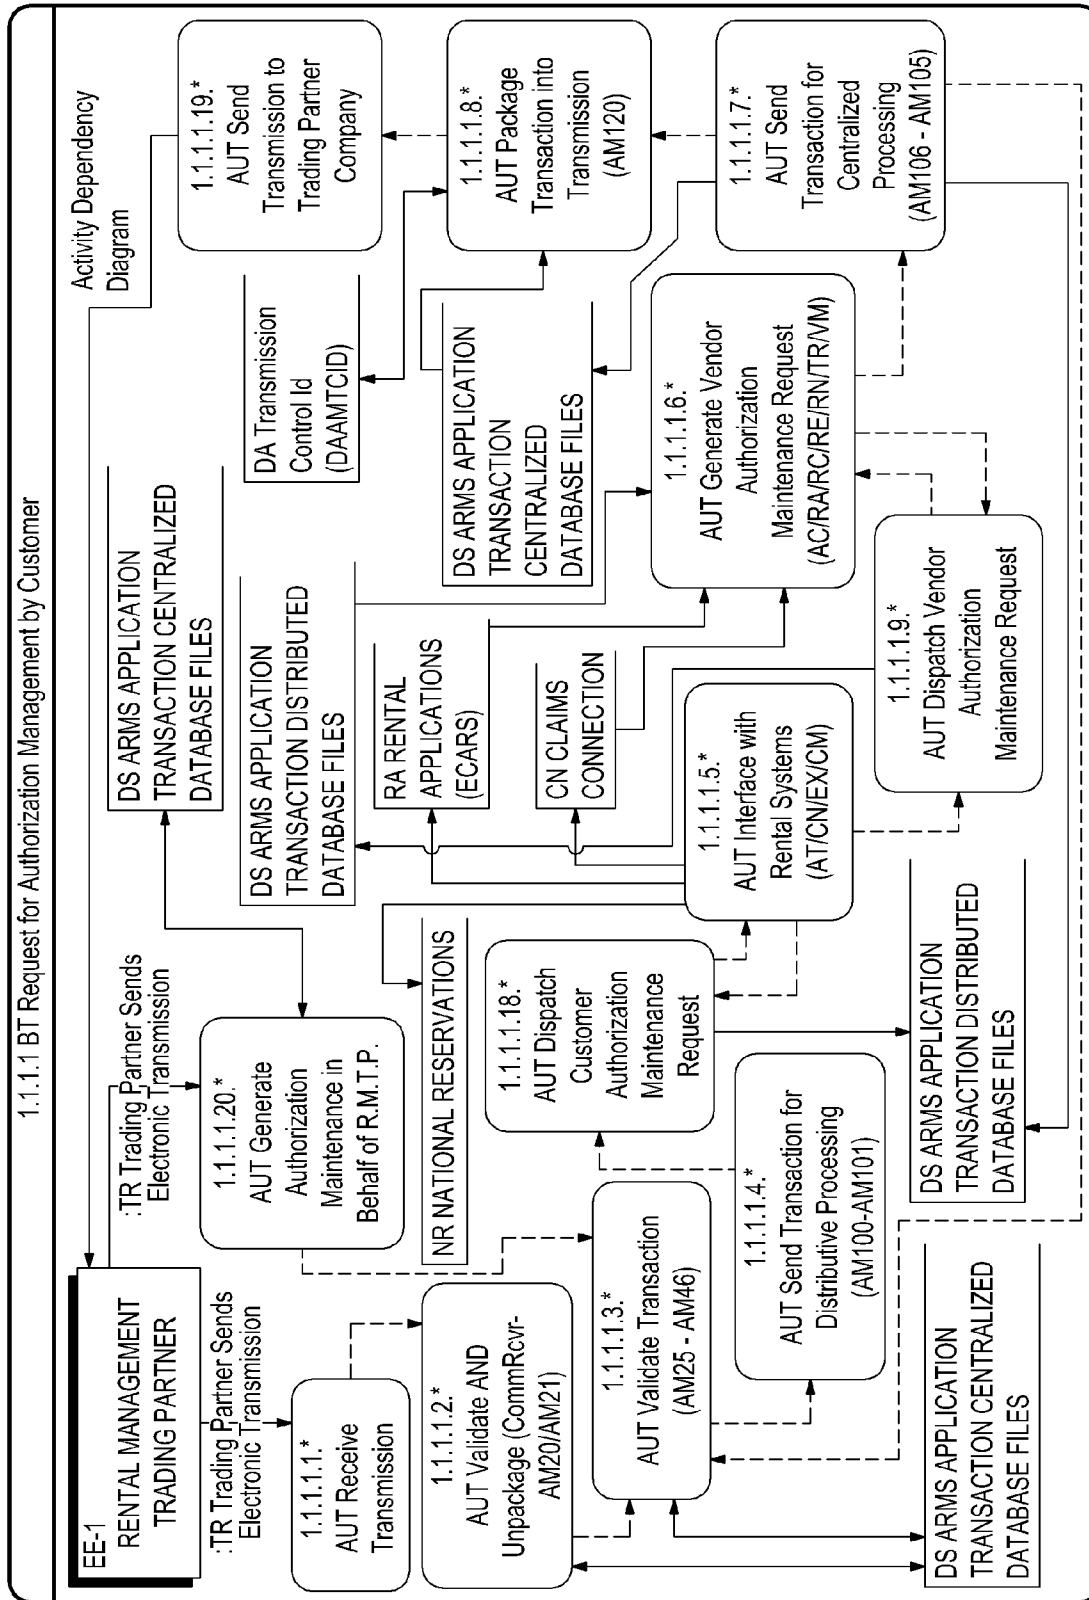 1.1.1.1 BT Request for Authorization Management by Customer
Activity Dependency
Diagram
EE-1
RENTAL MANAGEMENT
TRADING PARTNER
:TR Trading Partner Sends
Electronic Transmission
:TR Trading Partner Sends
Electronic Transmission
1.1.1.1.1.*
AUT Receive
Transmission
1.1.1.1.2.*
AUT Validate AND
Unpackage (CommRcvr-
AM20/AM21)
1.1.1.1.3.*
AUT Validate Transaction
(AM25 - AM46)
1.1.1.1.4.*
AUT Send Transaction for
Distributive Processing
(AM100-AM101)
DS ARMS APPLICATION
TRANSACTION CENTRALIZED
DATABASE FILES
1.1.1.1.20.*
AUT Generate
Authorization
Maintenance in
Behalf of R.M.T.P.
NR NATIONAL RESERVATIONS
1.1.1.1.18.*
AUT Dispatch
Customer
Authorization
Maintenance
Request
DS ARMS APPLICATION
TRANSACTION DISTRIBUTED
DATABASE FILES
DS ARMS APPLICATION
TRANSACTION CENTRALIZED
DATABASE FILES
DS ARMS APPLICATION
TRANSACTION DISTRIBUTED
DATABASE FILES
RA RENTAL
APPLICATIONS
(ECARS)
CN CLAIMS
CONNECTION
1.1.1.1.5.*
AUT Interface with
Rental Systems
(AT/CN/EX/CM)
1.1.1.1.9.*
AUT Dispatch Vendor
Authorization
Maintenance Request
DA Transmission
Control Id
(DAAMTCID)
DS ARMS APPLICATION
TRANSACTION
CENTRALIZED
DATABASE FILES
1.1.1.1.6.*
AUT Generate Vendor
Authorization
Maintenance Request
(AC/RA/RC/RE/RN/TR/VM)
1.1.1.1.19.*
AUT Send
Transmission to
Trading Partner
Company
1.1.1.1.8.*
AUT Package
Transaction into
Transmission
(AM120)
1.1.1.1.7.*
AUT Send
Transaction for
Centralized
Processing
(AM106 - AM105)